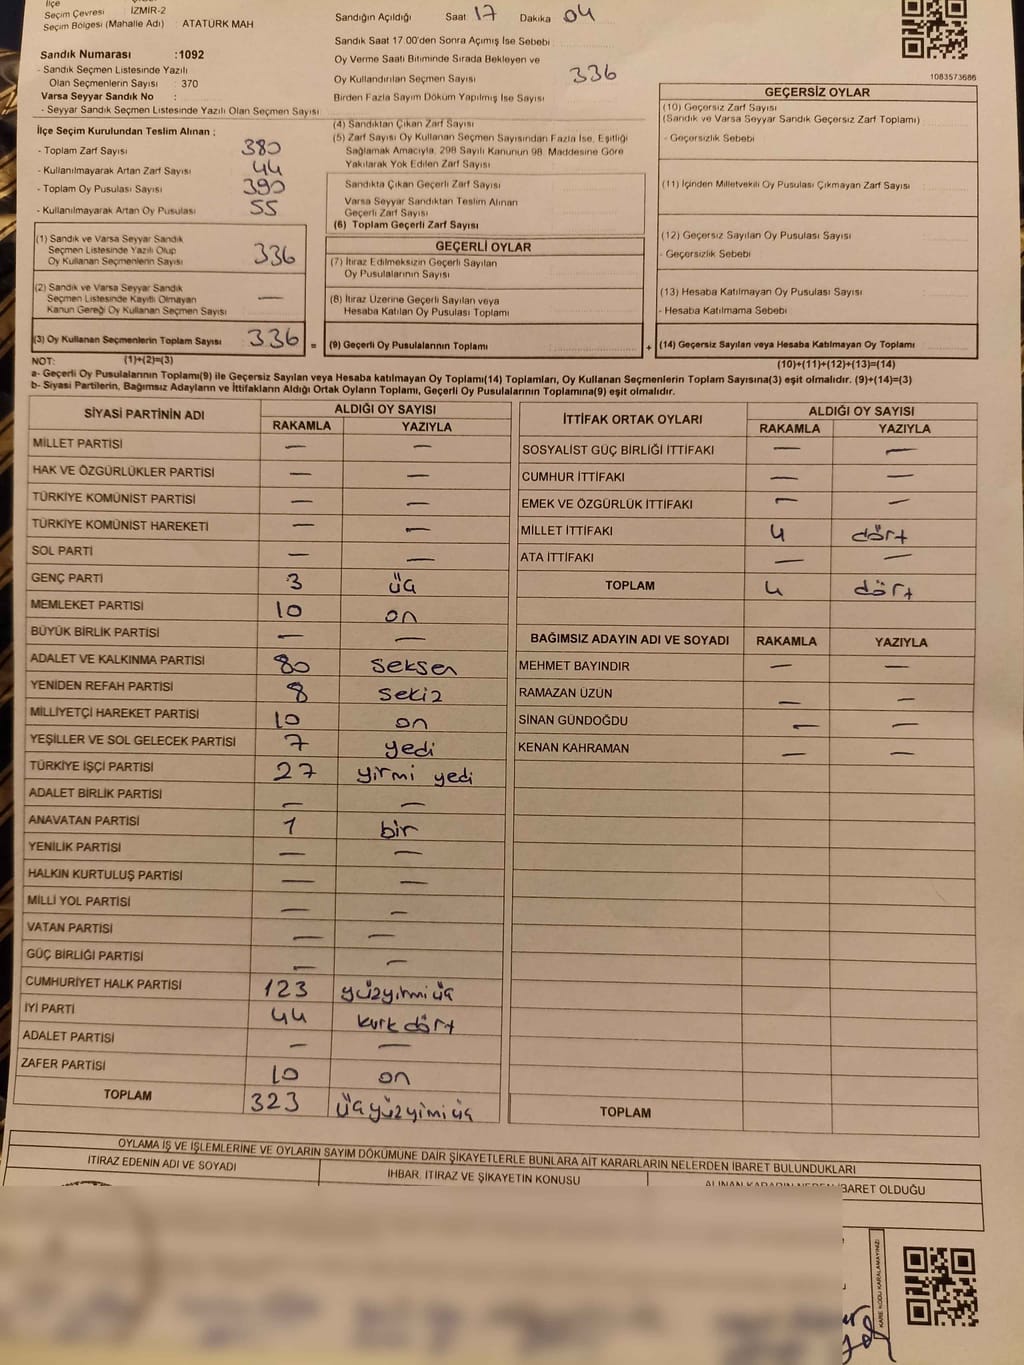 İlçe
Seçim Çevresi : İZMİR-2
Seçim Bölgesi (Mahalle Adı) : ATATÜRK MAH
Sandık Numarası : 1092
- Sandık Seçmen Listesinde Yazılı
Olan Seçmenlerin Sayısı : 370
Varsa Seyyar Sandık No :
- Seyyar Sandık Seçmen Listesinde Yazılı Olan Seçmen Sayısı
Sandığın Açıldığı Saat 17 Dakika 04
Sandık Saat 17.00'den Sonra Açılmış İse Sebebi
Oy Verme Saati Bitiminde Sırada Bekleyen ve
Oy Kullandırılan Seçmen Sayısı 336
Birden Fazla Sayım Döküm Yapılmış İse Sayısı
1083573686
İlçe Seçim Kurulundan Teslim Alınan :
- Toplam Zarf Sayısı 380
- Kullanılmayarak Artan Zarf Sayısı 44
- Toplam Oy Pusulası Sayısı 390
- Kullanılmayarak Artan Oy Pusulası 55
(1) Sandık ve Varsa Seyyar Sandık
Seçmen Listesinde Yazılı Olup
Oy Kullanan Seçmenlerin Sayısı 336
(2) Sandık ve Varsa Seyyar Sandık
Seçmen Listesinde Kayıtlı Olmayan
Kanun Gereği Oy Kullanan Seçmen Sayısı —
(3) Oy Kullanan Seçmenlerin Toplam Sayısı 336 =
(4) Sandıktan Çıkan Zarf Sayısı
(5) Zarf Sayısı Oy Kullanan Seçmen Sayısından Fazla İse, Eşitliği
Sağlamak Amacıyla, 298 Sayılı Kanunun 98. Maddesine Göre
Yakılarak Yok Edilen Zarf Sayısı
Sandıkta Çıkan Geçerli Zarf Sayısı
Varsa Seyyar Sandıktan Teslim Alınan
Geçerli Zarf Sayısı
(6) Toplam Geçerli Zarf Sayısı
GEÇERLİ OYLAR
(7) İtiraz Edilmeksizin Geçerli Sayılan
Oy Pusulalarının Sayısı
(8) İtiraz Üzerine Geçerli Sayılan veya
Hesaba Katılan Oy Pusulası Toplamı
(9) Geçerli Oy Pusulalarının Toplamı +
GEÇERSİZ OYLAR
(10) Geçersiz Zarf Sayısı
(Sandık ve Varsa Seyyar Sandık Geçersiz Zarf Toplamı)
- Geçersizlik Sebebi
(11) İçinden Milletvekili Oy Pusulası Çıkmayan Zarf Sayısı
(12) Geçersiz Sayılan Oy Pusulası Sayısı
- Geçersizlik Sebebi
(13) Hesaba Katılmayan Oy Pusulası Sayısı
- Hesaba Katılmama Sebebi
(14) Geçersiz Sayılan veya Hesaba Katılmayan Oy Toplamı
NOT: (1)+(2)=(3) (10)+(11)+(12)+(13)=(14)
a- Geçerli Oy Pusulalarının Toplamı(9) ile Geçersiz Sayılan veya Hesaba katılmayan Oy Toplamı(14) Toplamları, Oy Kullanan Seçmenlerin Toplam Sayısına(3) eşit olmalıdır. (9)+(14)=(3)
b- Siyasi Partilerin, Bağımsız Adayların ve İttifakların Aldığı Ortak Oyların Toplamı, Geçerli Oy Pusulalarının Toplamına(9) eşit olmalıdır.
SİYASİ PARTİNİN ADI ALDIĞI OY SAYISI
RAKAMLA YAZIYLA
MİLLET PARTİSİ — —
HAK VE ÖZGÜRLÜKLER PARTİSİ — —
TÜRKİYE KOMÜNİST PARTİSİ — —
TÜRKİYE KOMÜNİST HAREKETİ — —
SOL PARTİ — —
GENÇ PARTİ 3 üç
MEMLEKET PARTİSİ 10 on
BÜYÜK BİRLİK PARTİSİ — —
ADALET VE KALKINMA PARTİSİ 80 seksen
YENİDEN REFAH PARTİSİ 8 sekiz
MİLLİYETÇİ HAREKET PARTİSİ 10 on
YEŞİLLER VE SOL GELECEK PARTİSİ 7 yedi
TÜRKİYE İŞÇİ PARTİSİ 27 yirmi yedi
ADALET BİRLİK PARTİSİ — —
ANAVATAN PARTİSİ 1 bir
YENİLİK PARTİSİ — —
HALKIN KURTULUŞ PARTİSİ — —
MİLLİ YOL PARTİSİ — —
VATAN PARTİSİ — —
GÜÇ BİRLİĞİ PARTİSİ — —
CUMHURİYET HALK PARTİSİ 123 yüzyirmi üç
İYİ PARTİ 44 kırk dört
ADALET PARTİSİ — —
ZAFER PARTİSİ 10 on
TOPLAM 323 üçyüzyimi üç
İTTİFAK ORTAK OYLARI ALDIĞI OY SAYISI
RAKAMLA YAZIYLA
SOSYALİST GÜÇ BİRLİĞİ İTTİFAKI — —
CUMHUR İTTİFAKI — —
EMEK VE ÖZGÜRLÜK İTTİFAKI — —
MİLLET İTTİFAKI 4 dört
ATA İTTİFAKI — —
TOPLAM 4 dört
BAĞIMSIZ ADAYIN ADI VE SOYADI RAKAMLA YAZIYLA
MEHMET BAYINDIR — —
RAMAZAN UZUN — —
SİNAN GÜNDOĞDU — —
KENAN KAHRAMAN — —
TOPLAM
OYLAMA İŞ VE İŞLEMLERİNE VE OYLARIN SAYIM DÖKÜMÜNE DAİR ŞİKAYETLERLE BUNLARA AİT KARARLARIN NELERDEN İBARET BULUNDUKLARI
İTİRAZ EDENİN ADI VE SOYADI İHBAR, İTİRAZ VE ŞİKAYETİN KONUSU ALINAN KARARIN NEDEN İBARET OLDUĞU
KARE KODU KARALAMAYINIZ!